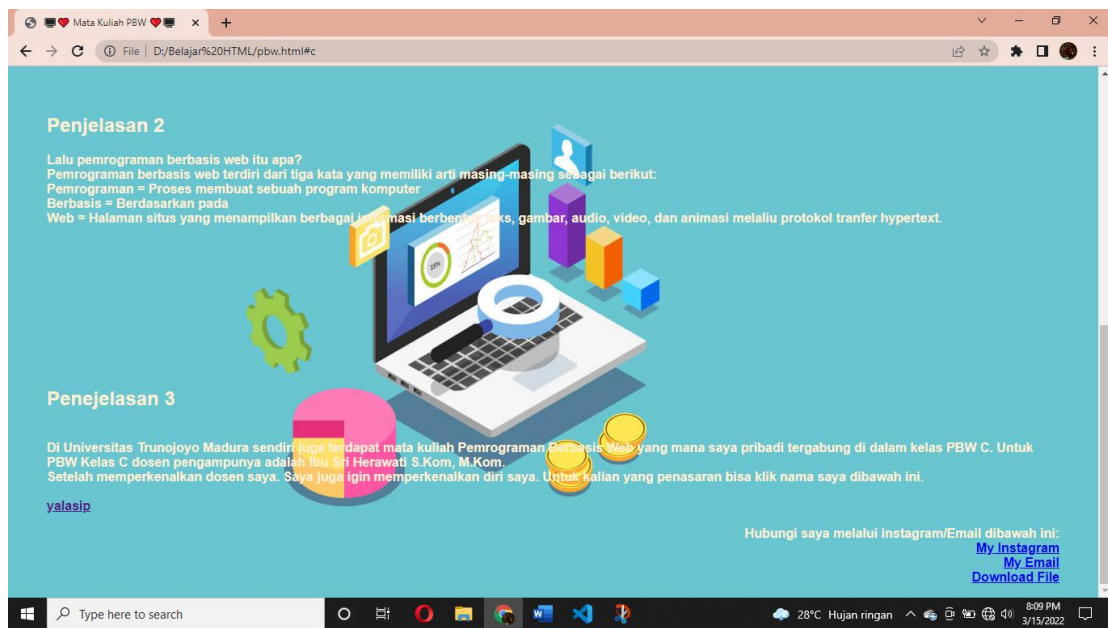 Mata Kuliah PBW
File D:/Belajar%20HTML/pbw.html#c
Penjelasan 2
Lalu pemrograman berbasis web itu apa?
Pemrograman berbasis web terdiri dari tiga kata yang memiliki arti masing-masing sebagai berikut:
Pemrograman = Proses membuat sebuah program komputer
Berbasis = Berdasarkan pada
Web = Halaman situs yang menampilkan berbagai informasi berbentuk teks, gambar, audio, video, dan animasi melaliu protokol tranfer hypertext.
25%
Penejelasan 3
Di Universitas Trunojoyo Madura sendiri juga terdapat mata kuliah Pemrograman Berbasis Web yang mana saya pribadi tergabung di dalam kelas PBW C. Untuk
PBW Kelas C dosen pengampunya adalah Ibu Sri Herawati S.Kom, M.Kom.
Setelah memperkenalkan dosen saya. Saya juga igin memperkenalkan diri saya. Untuk kalian yang penasaran bisa klik nama saya dibawah ini.
yalasip
Hubungi saya melalui instagram/Email dibawah ini:
My Instagram
My Email
Download File
Type here to search
28°C Hujan ringan
8:09 PM
3/15/2022